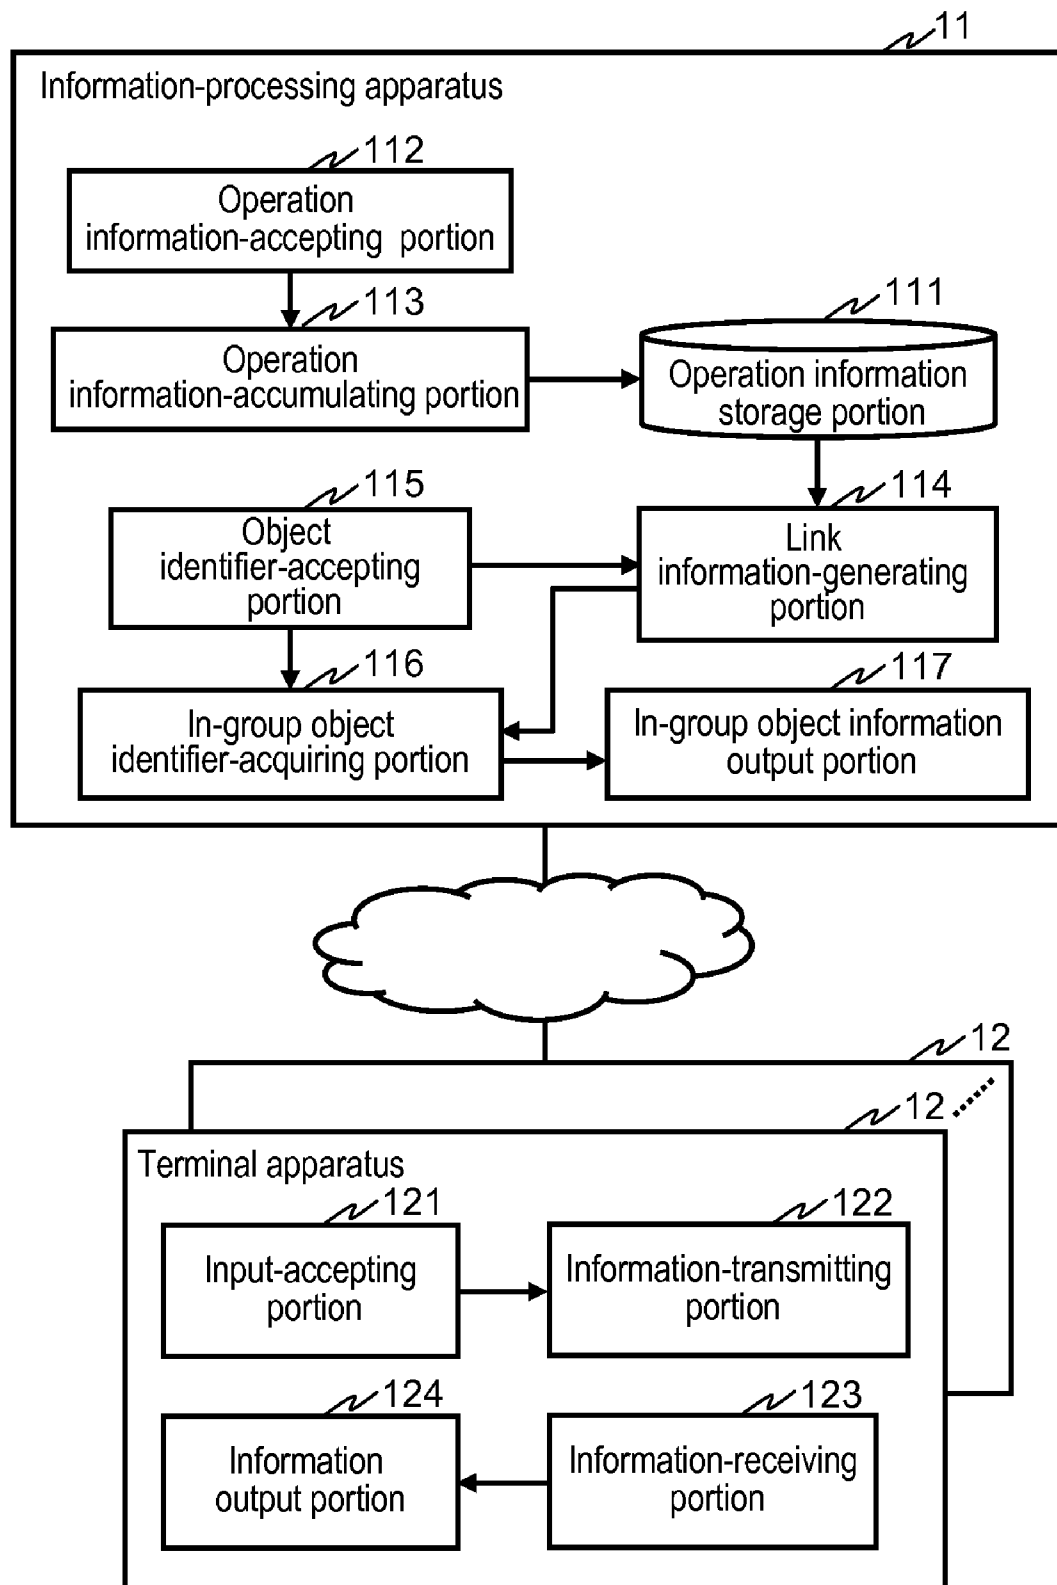 11
Information-processing apparatus
112
Operation
information-accepting portion
113
Operation
information-accumulating portion
111
Operation information
storage portion
115
Object
identifier-accepting
portion
114
Link
information-generating
portion
116
In-group object
identifier-acquiring portion
117
In-group object information
output portion
12
12
Terminal apparatus
121
Input-accepting
portion
122
Information-transmitting
portion
124
Information
output portion
123
Information-receiving
portion